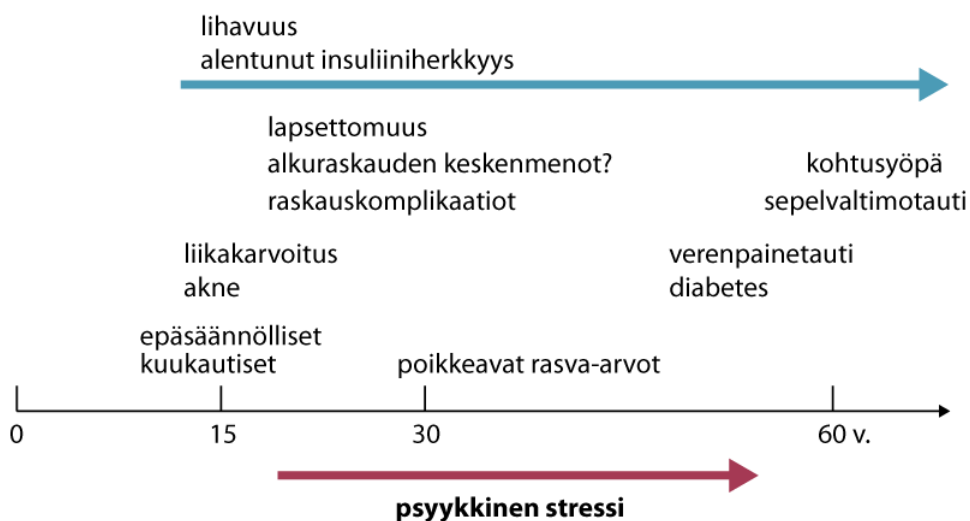 lihavuus
alentunut insuliiniherkkyys
lapsettomuus
alkuraskauden keskenmenot?
raskauskomplikaatiot
kohtusyöpä
sepelvaltimotauti
liikakarvoitus
akne
verenpainetauti
diabetes
epäsäännölliset
kuukautiset
poikkeavat rasva-arvot
0
15
30
60 v.
psyykkinen stressi